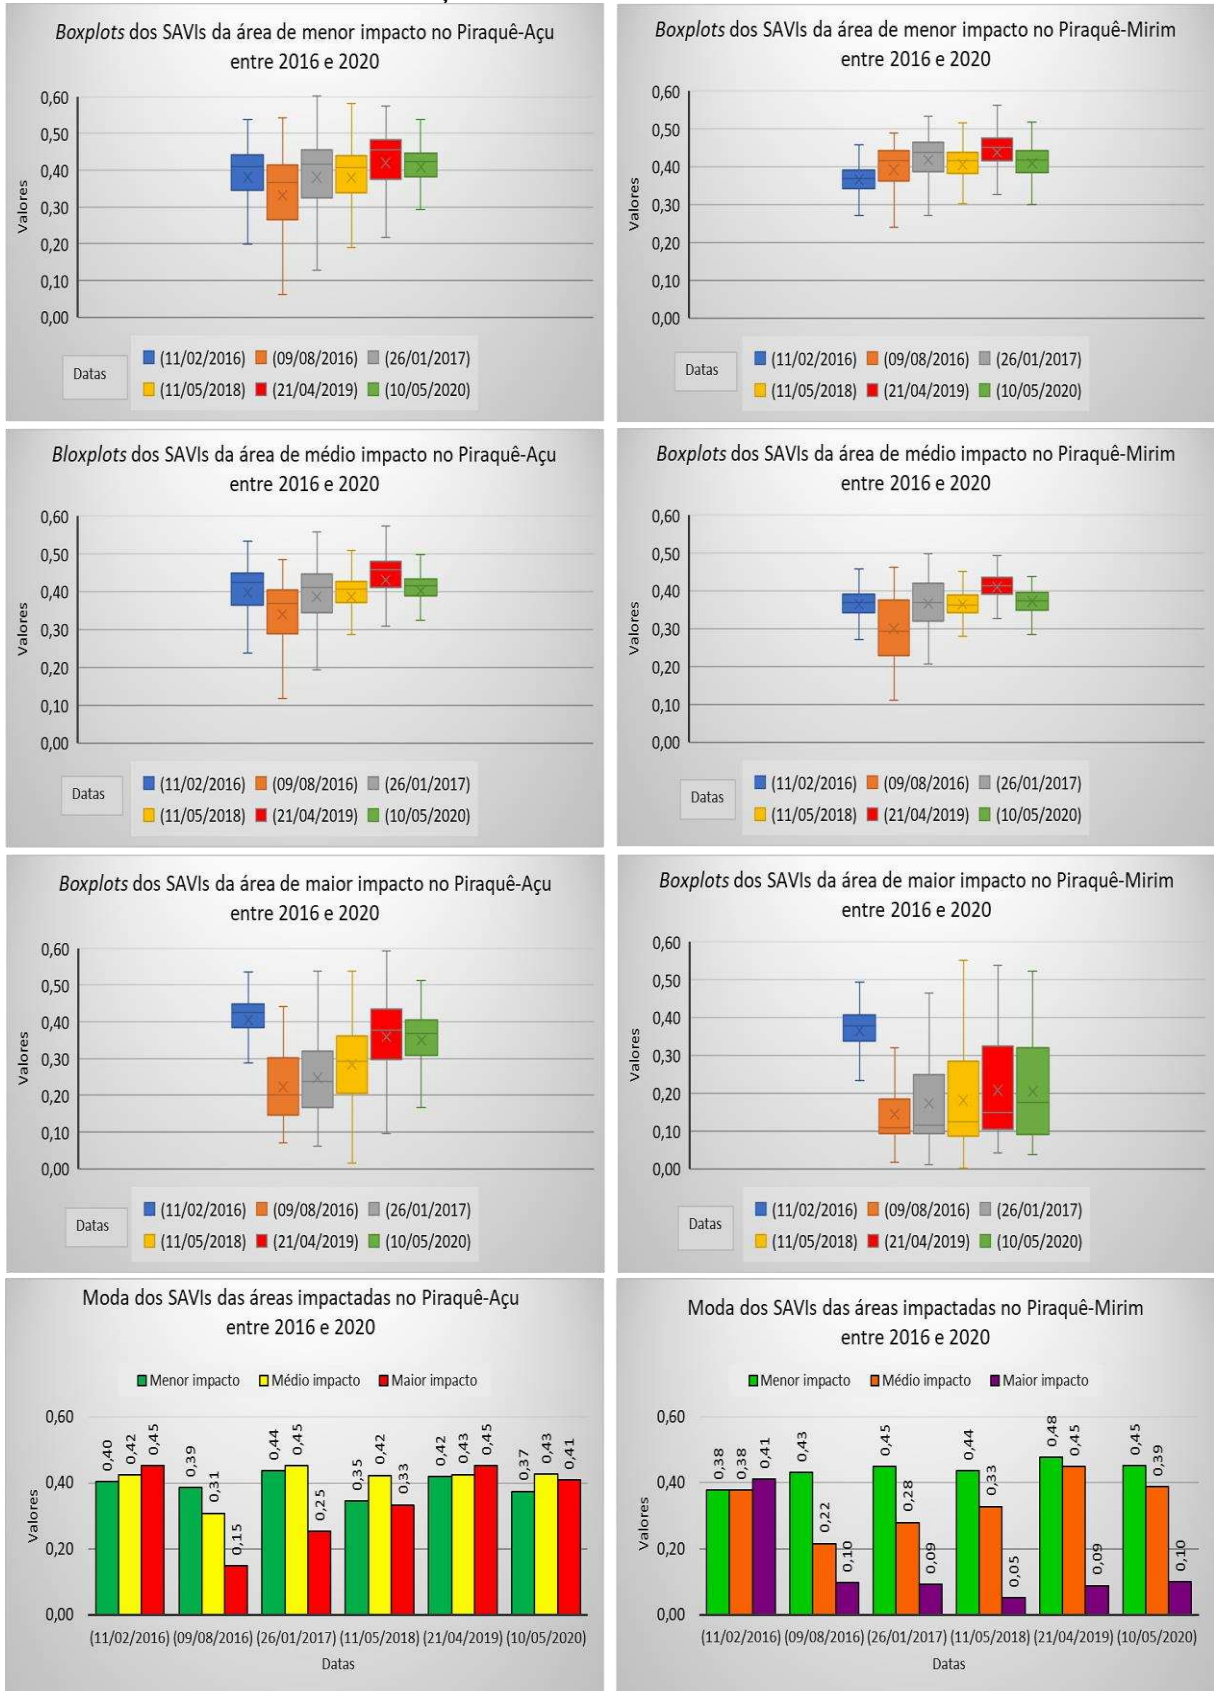 Boxplots dos SAVIs da área de menor impacto no Piraquê-Açu
entre 2016 e 2020
0,60
0,50
0,40
0,30
0,20
0,10
0,00
Valores
Datas
(11/02/2016) (09/08/2016) (26/01/2017)
(11/05/2018) (21/04/2019) (10/05/2020)
Boxplots dos SAVIs da área de menor impacto no Piraquê-Mirim
entre 2016 e 2020
0,60
0,50
0,40
0,30
0,20
0,10
0,00
Valores
Datas
(11/02/2016) (09/08/2016) (26/01/2017)
(11/05/2018) (21/04/2019) (10/05/2020)
Bloxplots dos SAVIs da área de médio impacto no Piraquê-Açu
entre 2016 e 2020
0,60
0,50
0,40
0,30
0,20
0,10
0,00
Valores
Datas
(11/02/2016) (09/08/2016) (26/01/2017)
(11/05/2018) (21/04/2019) (10/05/2020)
Boxplots dos SAVIs da área de médio impacto no Piraquê-Mirim
entre 2016 e 2020
0,60
0,50
0,40
0,30
0,20
0,10
0,00
Valores
Datas
(11/02/2016) (09/08/2016) (26/01/2017)
(11/05/2018) (21/04/2019) (10/05/2020)
Boxplots dos SAVIs da área de maior impacto no Piraquê-Açu
entre 2016 e 2020
0,60
0,50
0,40
0,30
0,20
0,10
0,00
Valores
Datas
(11/02/2016) (09/08/2016) (26/01/2017)
(11/05/2018) (21/04/2019) (10/05/2020)
Boxplots dos SAVIs da área de maior impacto no Piraquê-Mirim
entre 2016 e 2020
0,60
0,50
0,40
0,30
0,20
0,10
0,00
Valores
Datas
(11/02/2016) (09/08/2016) (26/01/2017)
(11/05/2018) (21/04/2019) (10/05/2020)
Moda dos SAVIs das áreas impactadas no Piraquê-Açu
entre 2016 e 2020
Menor impacto Médio impacto Maior impacto
0,60
0,40
0,20
0,00
Valores
0,40 0,42 0,45 0,39 0,31 0,15 0,44 0,45 0,25 0,35 0,42 0,33 0,42 0,43 0,45 0,37 0,43 0,41
(11/02/2016) (09/08/2016) (26/01/2017) (11/05/2018) (21/04/2019) (10/05/2020)
Datas
Moda dos SAVIs das áreas impactadas no Piraquê-Mirim
entre 2016 e 2020
Menor impacto Médio impacto Maior impacto
0,60
0,40
0,20
0,00
Valores
0,38 0,38 0,41 0,43 0,22 0,10 0,45 0,28 0,09 0,44 0,33 0,05 0,48 0,45 0,09 0,45 0,39 0,10
(11/02/2016) (09/08/2016) (26/01/2017) (11/05/2018) (21/04/2019) (10/05/2020)
Datas